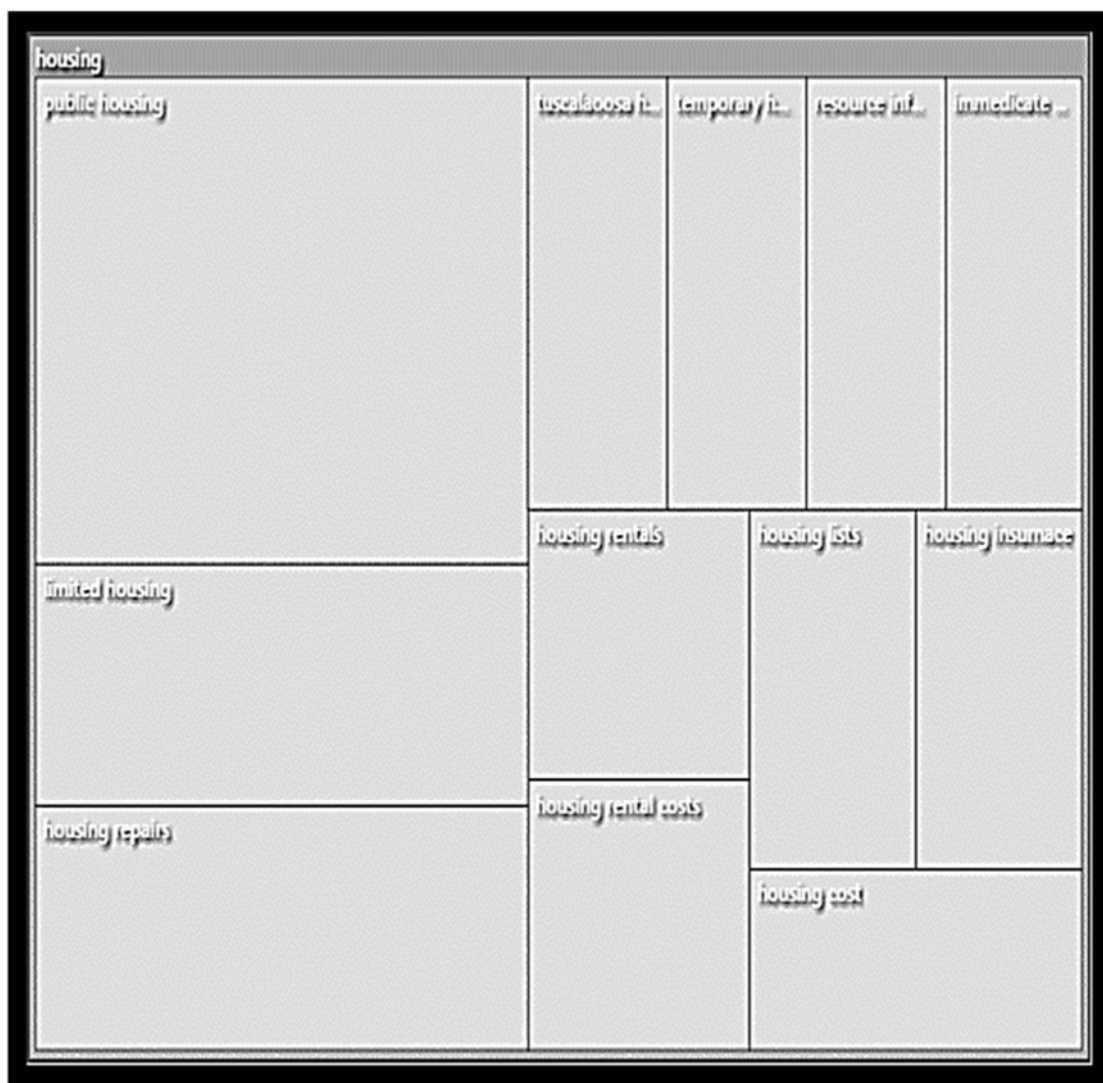 housing
public housing
tuscalaoosa h...
temporary h...
resource inf...
immedicate ...
limited housing
housing rentals
housing lists
housing insurnace
housing repairs
housing rental costs
housing cost